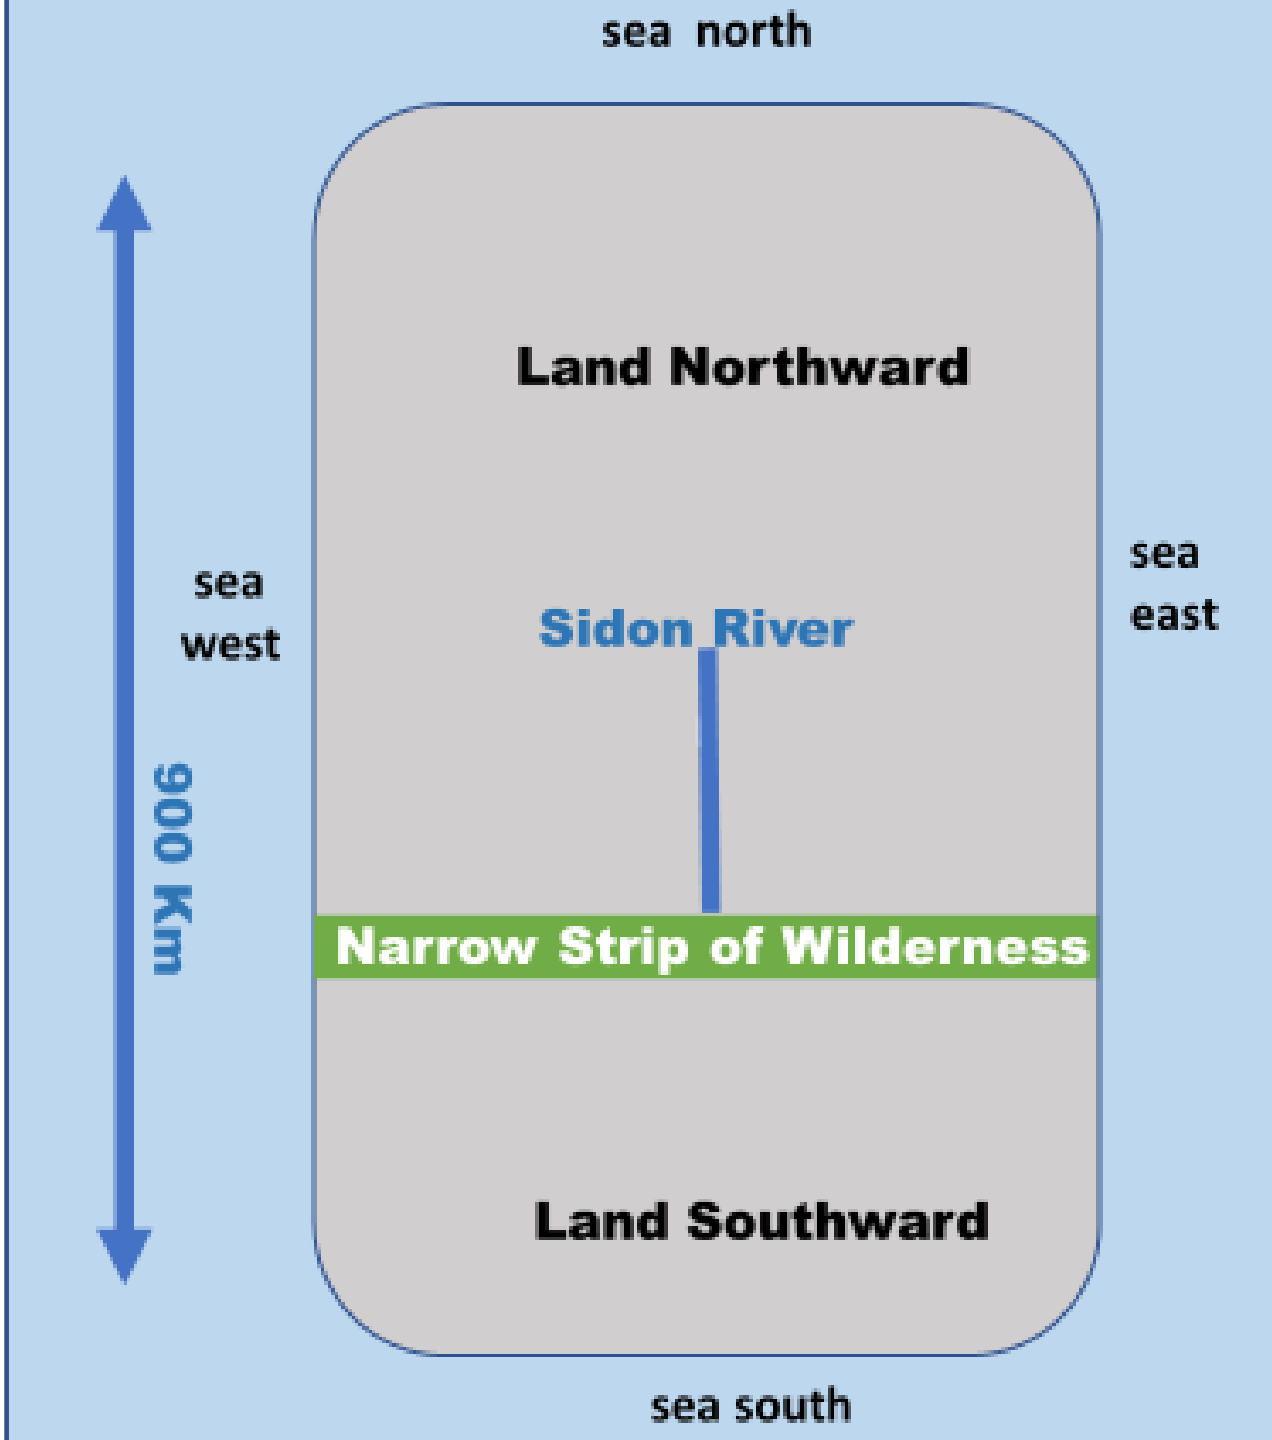 sea north
Land Northward
sea
west
sea
east
Sidon River
900 Km
Narrow Strip of Wilderness
Land Southward
sea south